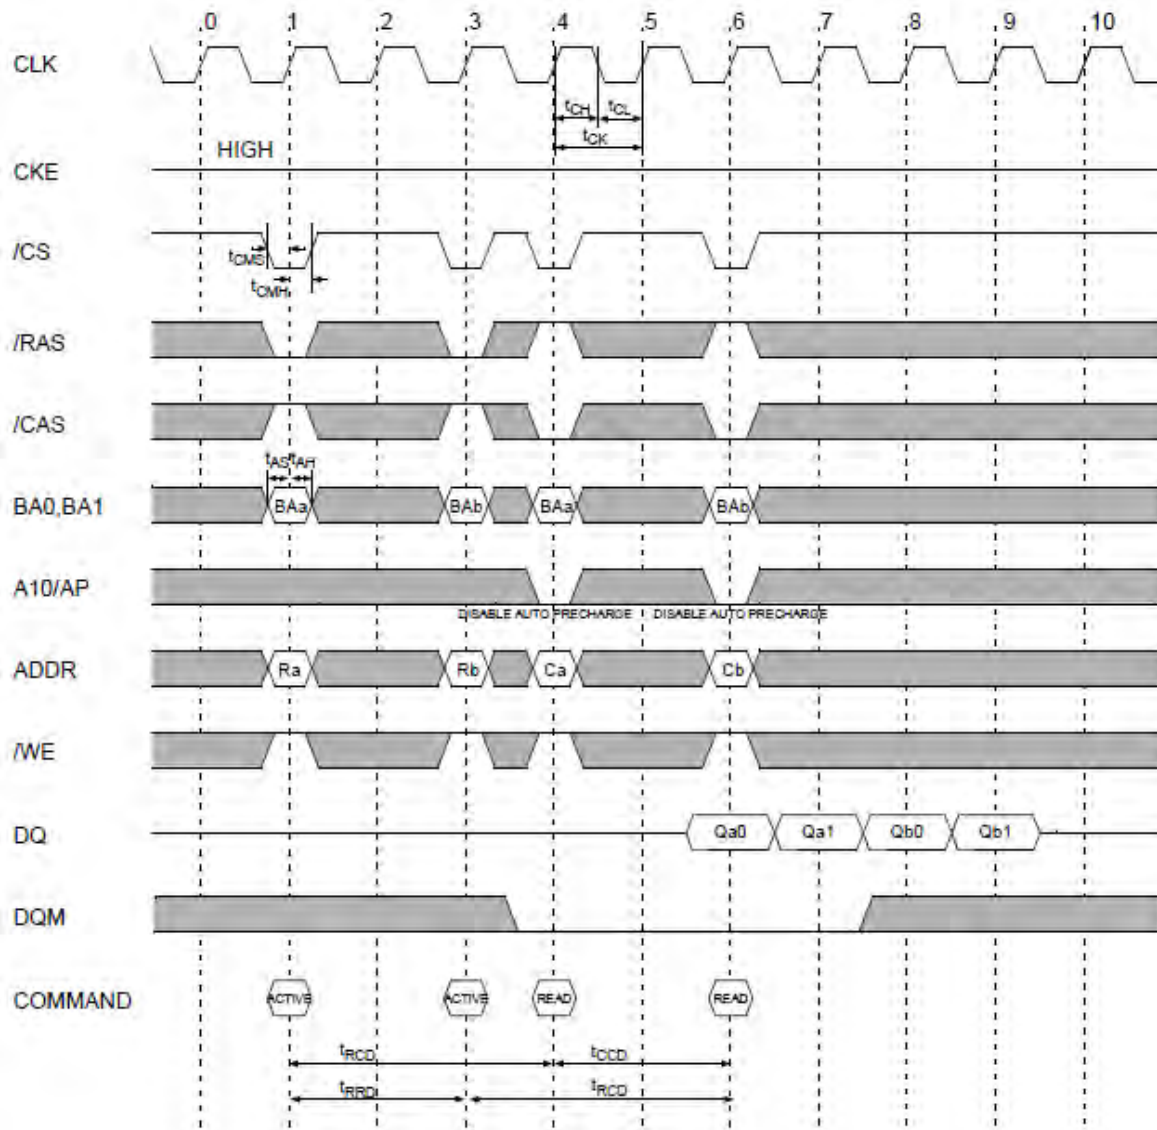 0 1 2 3 4 5 6 7 8 9 10
CLK
tCH tCL
tCK
HIGH
CKE
/CS
tCMS
tCMH
/RAS
/CAS
tAS tAH
BA0,BA1 BAa BAb BAa BAb
A10/AP
DISABLE AUTO PRECHARGE DISABLE AUTO PRECHARGE
ADDR Ra Rb Ca Cb
/WE
DQ Qa0 Qa1 Qb0 Qb1
DQM
COMMAND ACTIVE ACTIVE READ READ
tRCD tCCD
tRRD tRCD